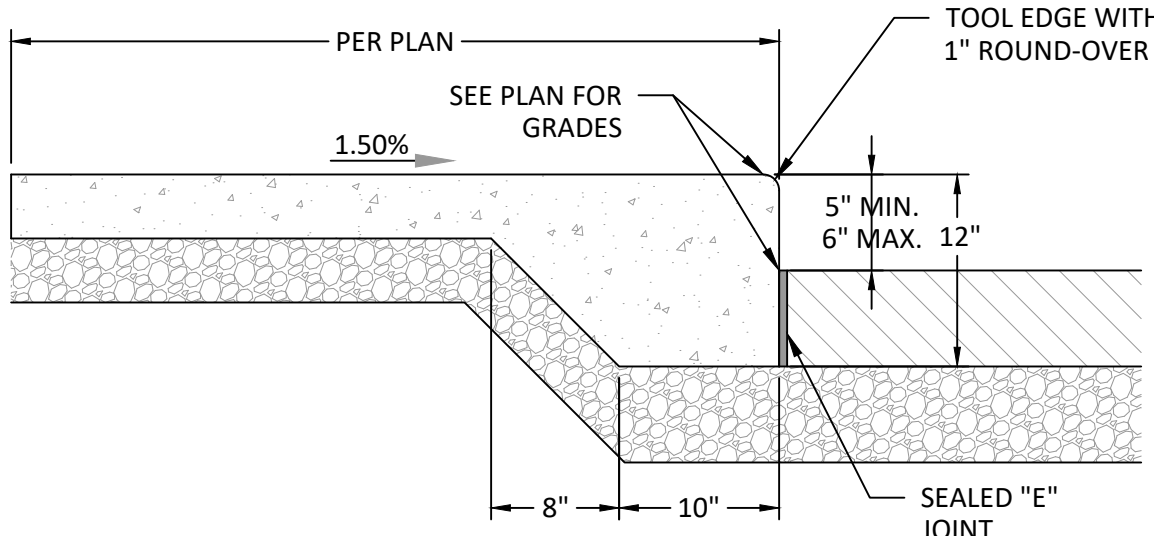 TOOL EDGE WITH
1" ROUND-OVER
PER PLAN
SEE PLAN FOR
GRADES
1.50%
5" MIN.
6" MAX.
12"
8"
10"
SEALED "E"
JOINT